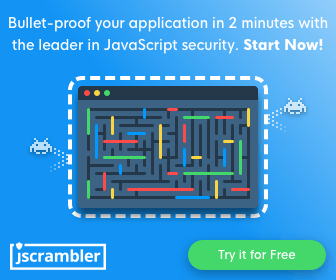 Bullet-proof your application in 2 minutes with
the leader in JavaScript security. Start Now!
jscrambler
Try it for Free